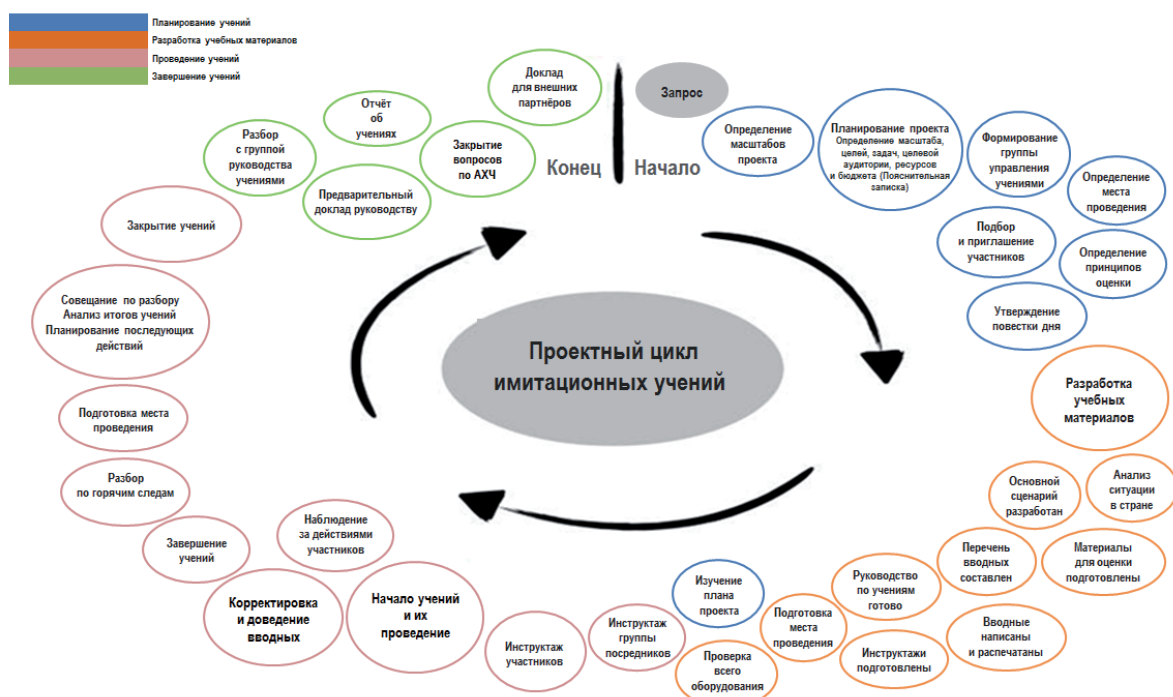 Планирование учений
Разработка учебных материалов
Проведение учений
Завершение учений
Запрос
Начало
Определение
масштабов
проекта
Планирование проекта
Определение масштаба,
целей, задач, целевой
аудитории, ресурсов
и бюджета (Пояснительная
записка)
Формирование
группы
управления
учениями
Определение
места
проведения
Подбор
и приглашение
участников
Определение
принципов
оценки
Утверждение
повестки дня
Разработка
учебных
материалов
Анализ
ситуации
в стране
Основной
сценарий
разработан
Материалы
для оценки
подготовлены
Перечень
вводных
составлен
Вводные
написаны
и распечатаны
Руководство
по учениям
готово
Инструктажи
подготовлены
Подготовка
места
проведения
Изучение
плана
проекта
Проверка
всего
оборудования
Инструктаж
группы
посредников
Инструктаж
участников
Начало учений
и их
проведение
Наблюдение
за действиями
участников
Корректировка
и доведение
вводных
Завершение
учений
Разбор
по горячим следам
Подготовка места
проведения
Совещание по разбору
Анализ итогов учений
Планирование последующих
действий
Закрытие учений
Разбор
с группой
руководства
учениями
Предварительный
доклад руководству
Отчёт
об
учениях
Закрытие
вопросов
по АХЧ
Доклад
для внешних
партнёров
Конец
Проектный цикл
имитационных учений